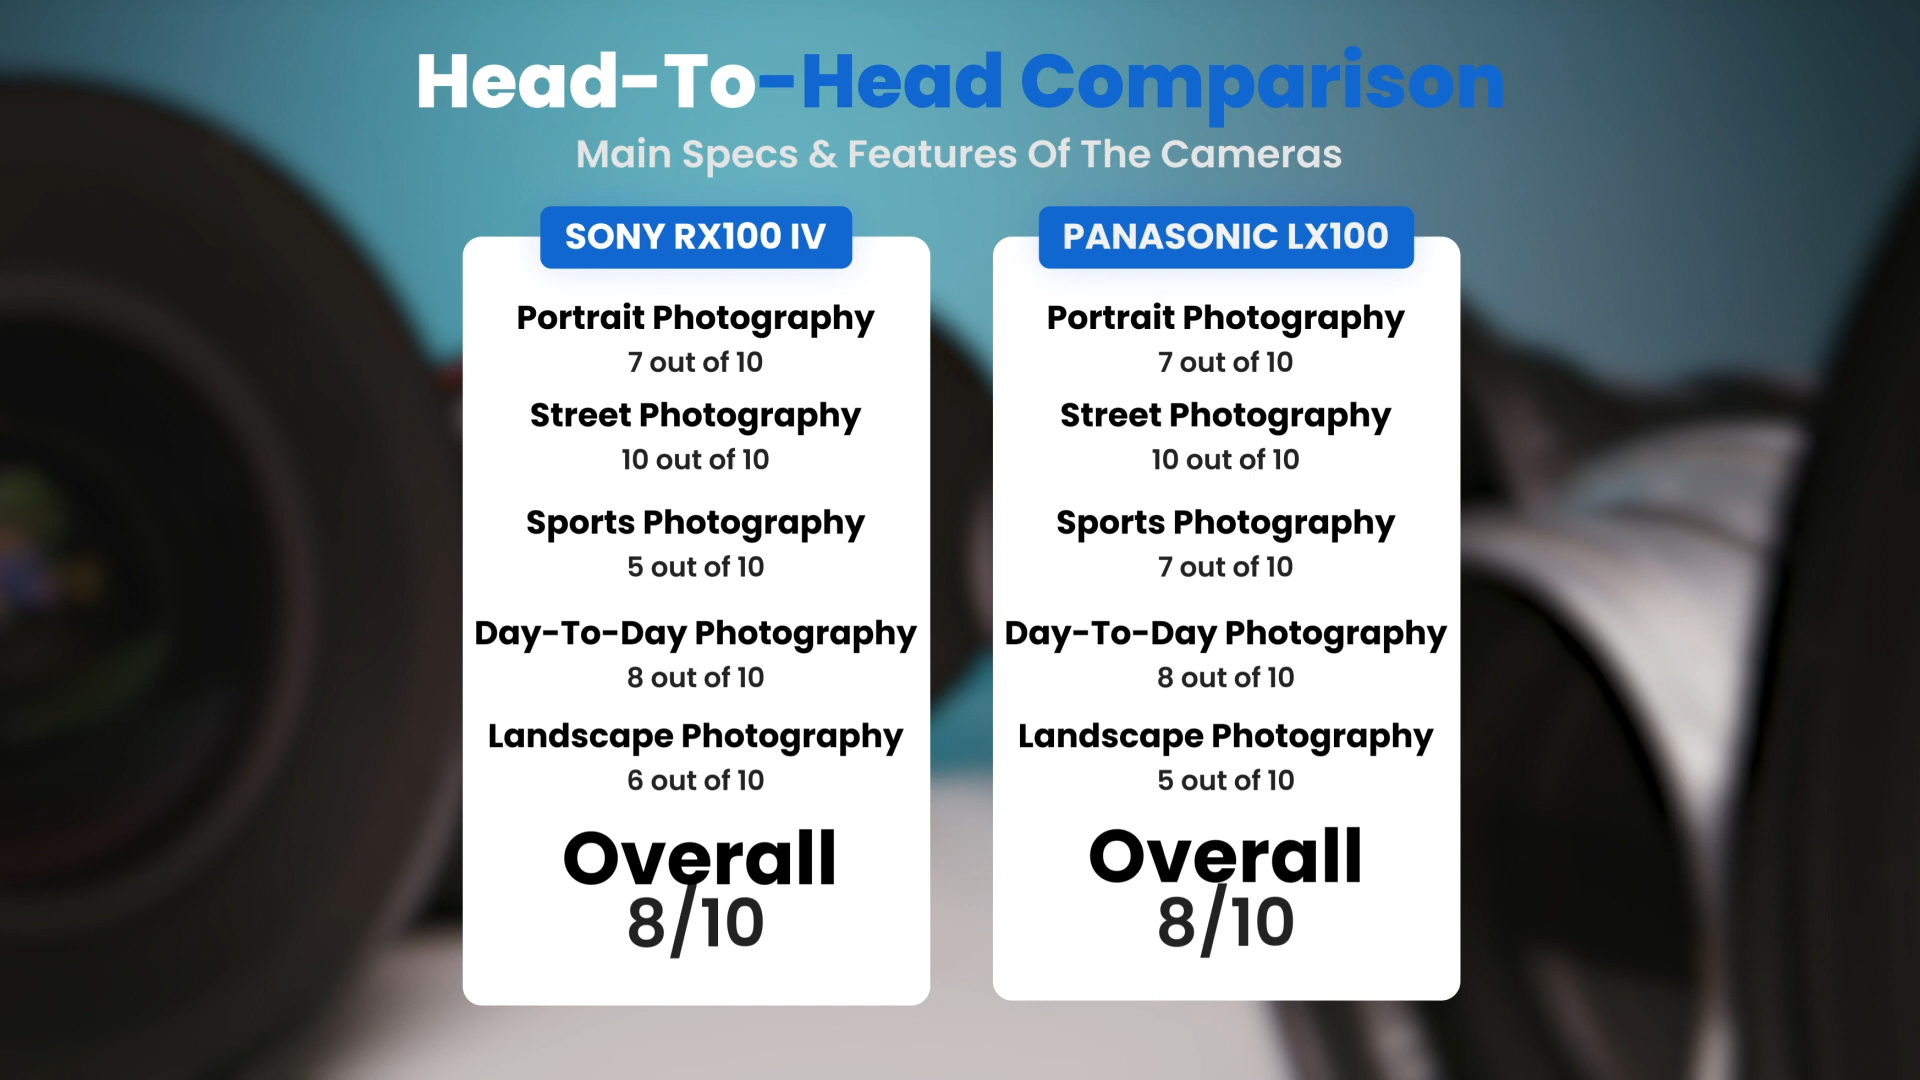 Head-To-Head Comparison
Main Specs & Features Of The Cameras
SONY RX100 IV
Portrait Photography
7 out of 10
Street Photography
10 out of 10
Sports Photography
5 out of 10
Day-To-Day Photography
8 out of 10
Landscape Photography
6 out of 10
Overall
8/10
PANASONIC LX100
Portrait Photography
7 out of 10
Street Photography
10 out of 10
Sports Photography
7 out of 10
Day-To-Day Photography
8 out of 10
Landscape Photography
5 out of 10
Overall
8/10